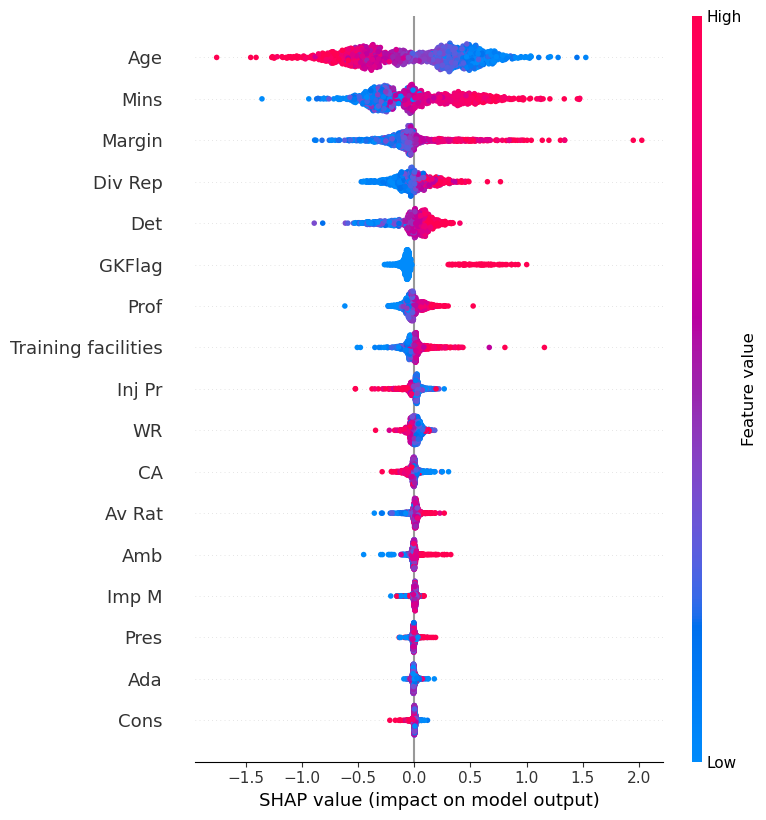 High
Age
Mins
Margin
Div Rep
Det
GKFlag
Prof
Training facilities
Inj Pr
WR
CA
Av Rat
Amb
Imp M
Pres
Ada
Cons
Feature value
Low
−1.5 −1.0 −0.5 0.0 0.5 1.0 1.5 2.0
SHAP value (impact on model output)